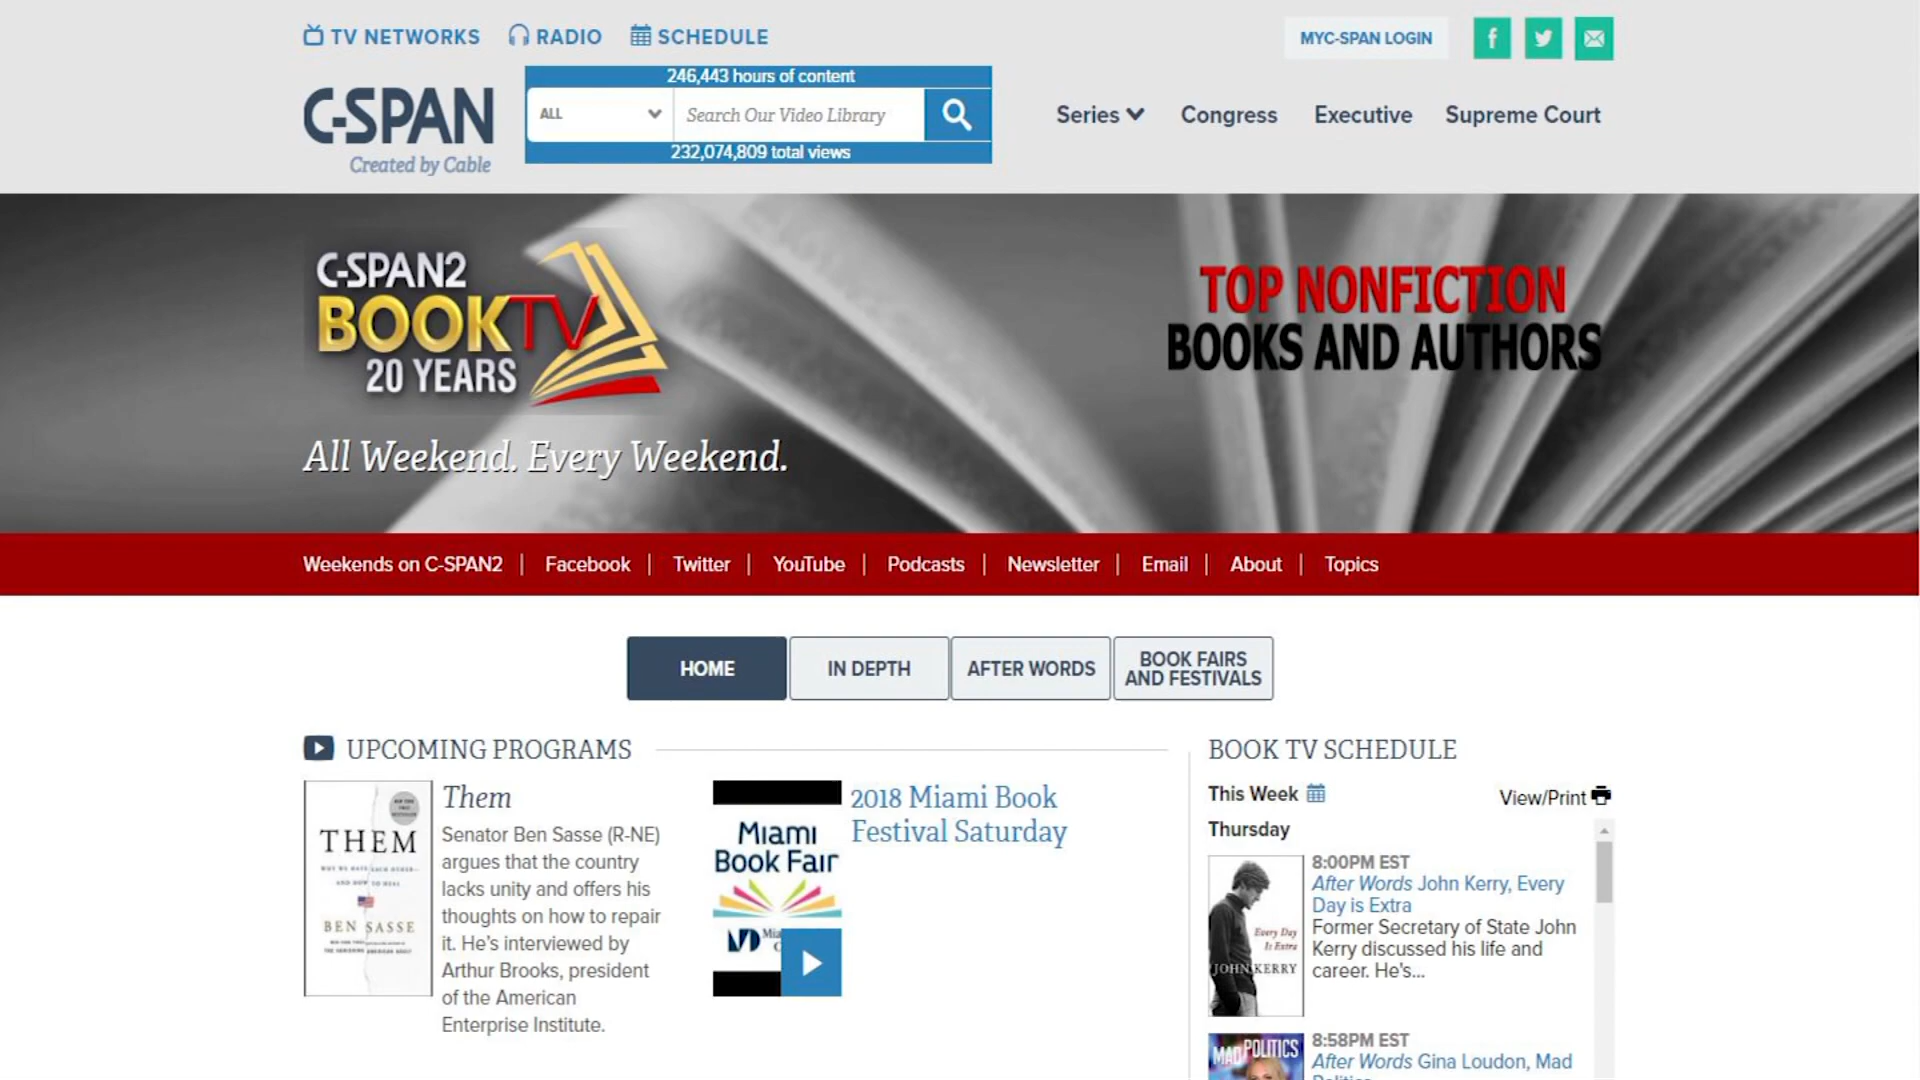 TV NETWORKS RADIO SCHEDULE
MYC-SPAN LOGIN
C-SPAN
Created by Cable
246,443 hours of content
ALL Search Our Video Library
232,074,809 total views
Series Congress Executive Supreme Court
C-SPAN2
BOOKTV
20 YEARS
All Weekend. Every Weekend.
TOP NONFICTION
BOOKS AND AUTHORS
Weekends on C-SPAN2 | Facebook | Twitter | YouTube | Podcasts | Newsletter | Email | About | Topics
HOME
IN DEPTH
AFTER WORDS
BOOK FAIRS
AND FESTIVALS
UPCOMING PROGRAMS
THEM
BEN SASSE
Them
Senator Ben Sasse (R-NE)
argues that the country
lacks unity and offers his
thoughts on how to repair
it. He's interviewed by
Arthur Brooks, president
of the American
Enterprise Institute.
Miami
Book Fair
2018 Miami Book
Festival Saturday
BOOK TV SCHEDULE
This Week
View/Print
Thursday
Every Day
Is Extra
JOHN KERRY
8:00PM EST
After Words John Kerry, Every
Day is Extra
Former Secretary of State John
Kerry discussed his life and
career. He's...
MAD POLITICS
8:58PM EST
After Words Gina Loudon, Mad
Politics